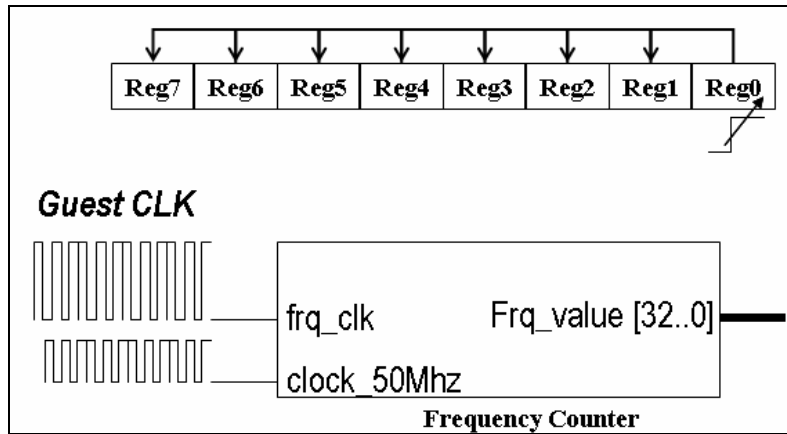 Reg7 Reg6 Reg5 Reg4 Reg3 Reg2 Reg1 Reg0
Guest CLK
frq_clk Frq_value [32..0]
clock_50Mhz
Frequency Counter